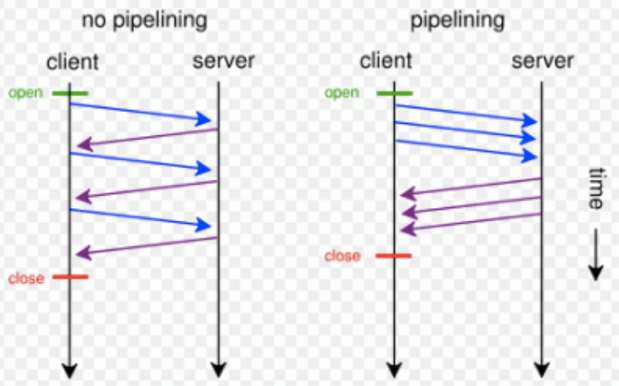 no pipelining
client server
open
close
pipelining
client server
open
close
time